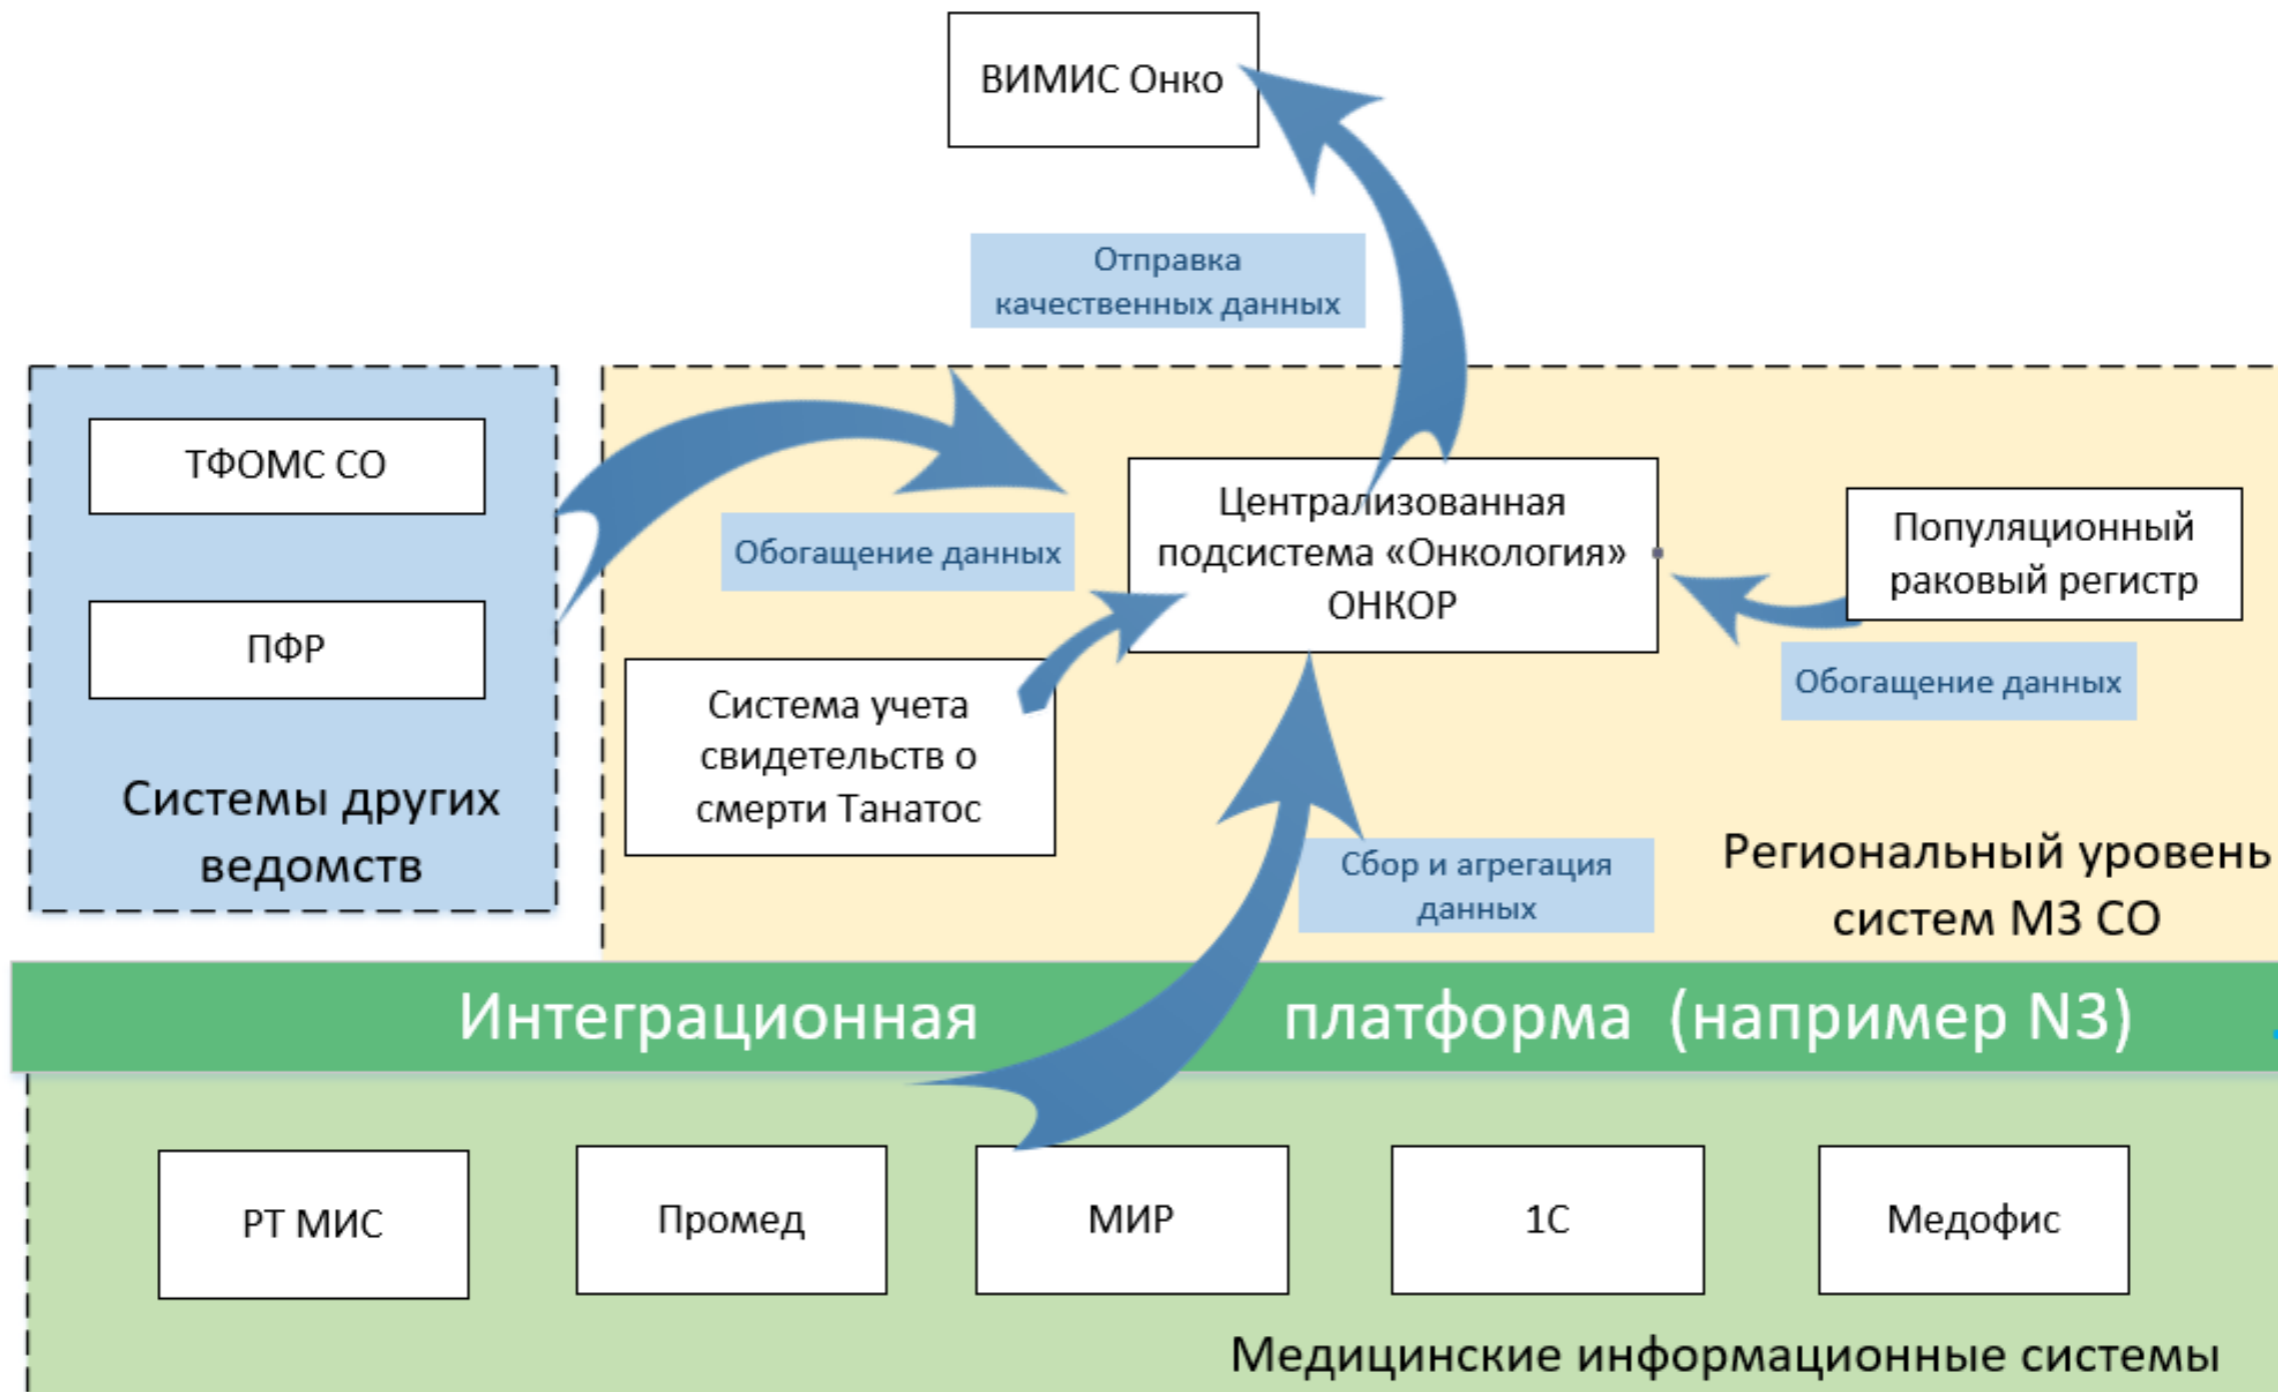 ВИМИС Онко
Отправка
качественных данных
ТФОМС СО
ПФР
Системы других
ведомств
Обогащение данных
Централизованная
подсистема «Онкология»
ОНКОР
Популяционный
раковый регистр
Обогащение данных
Система учета
свидетельств о
смерти Танатос
Сбор и агрегация
данных
Региональный уровень
систем МЗ СО
Интеграционная платформа (например N3)
РТ МИС
Промед
МИР
1С
Медофис
Медицинские информационные системы